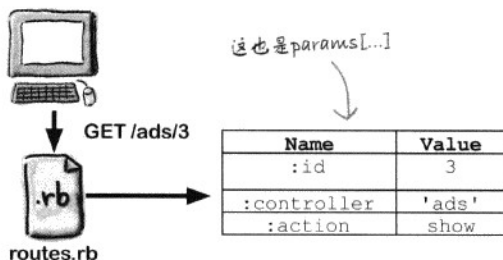 这也是params[...]
GET /ads/3
.rb
routes.rb
Name Value
:id 3
:controller 'ads'
:action show